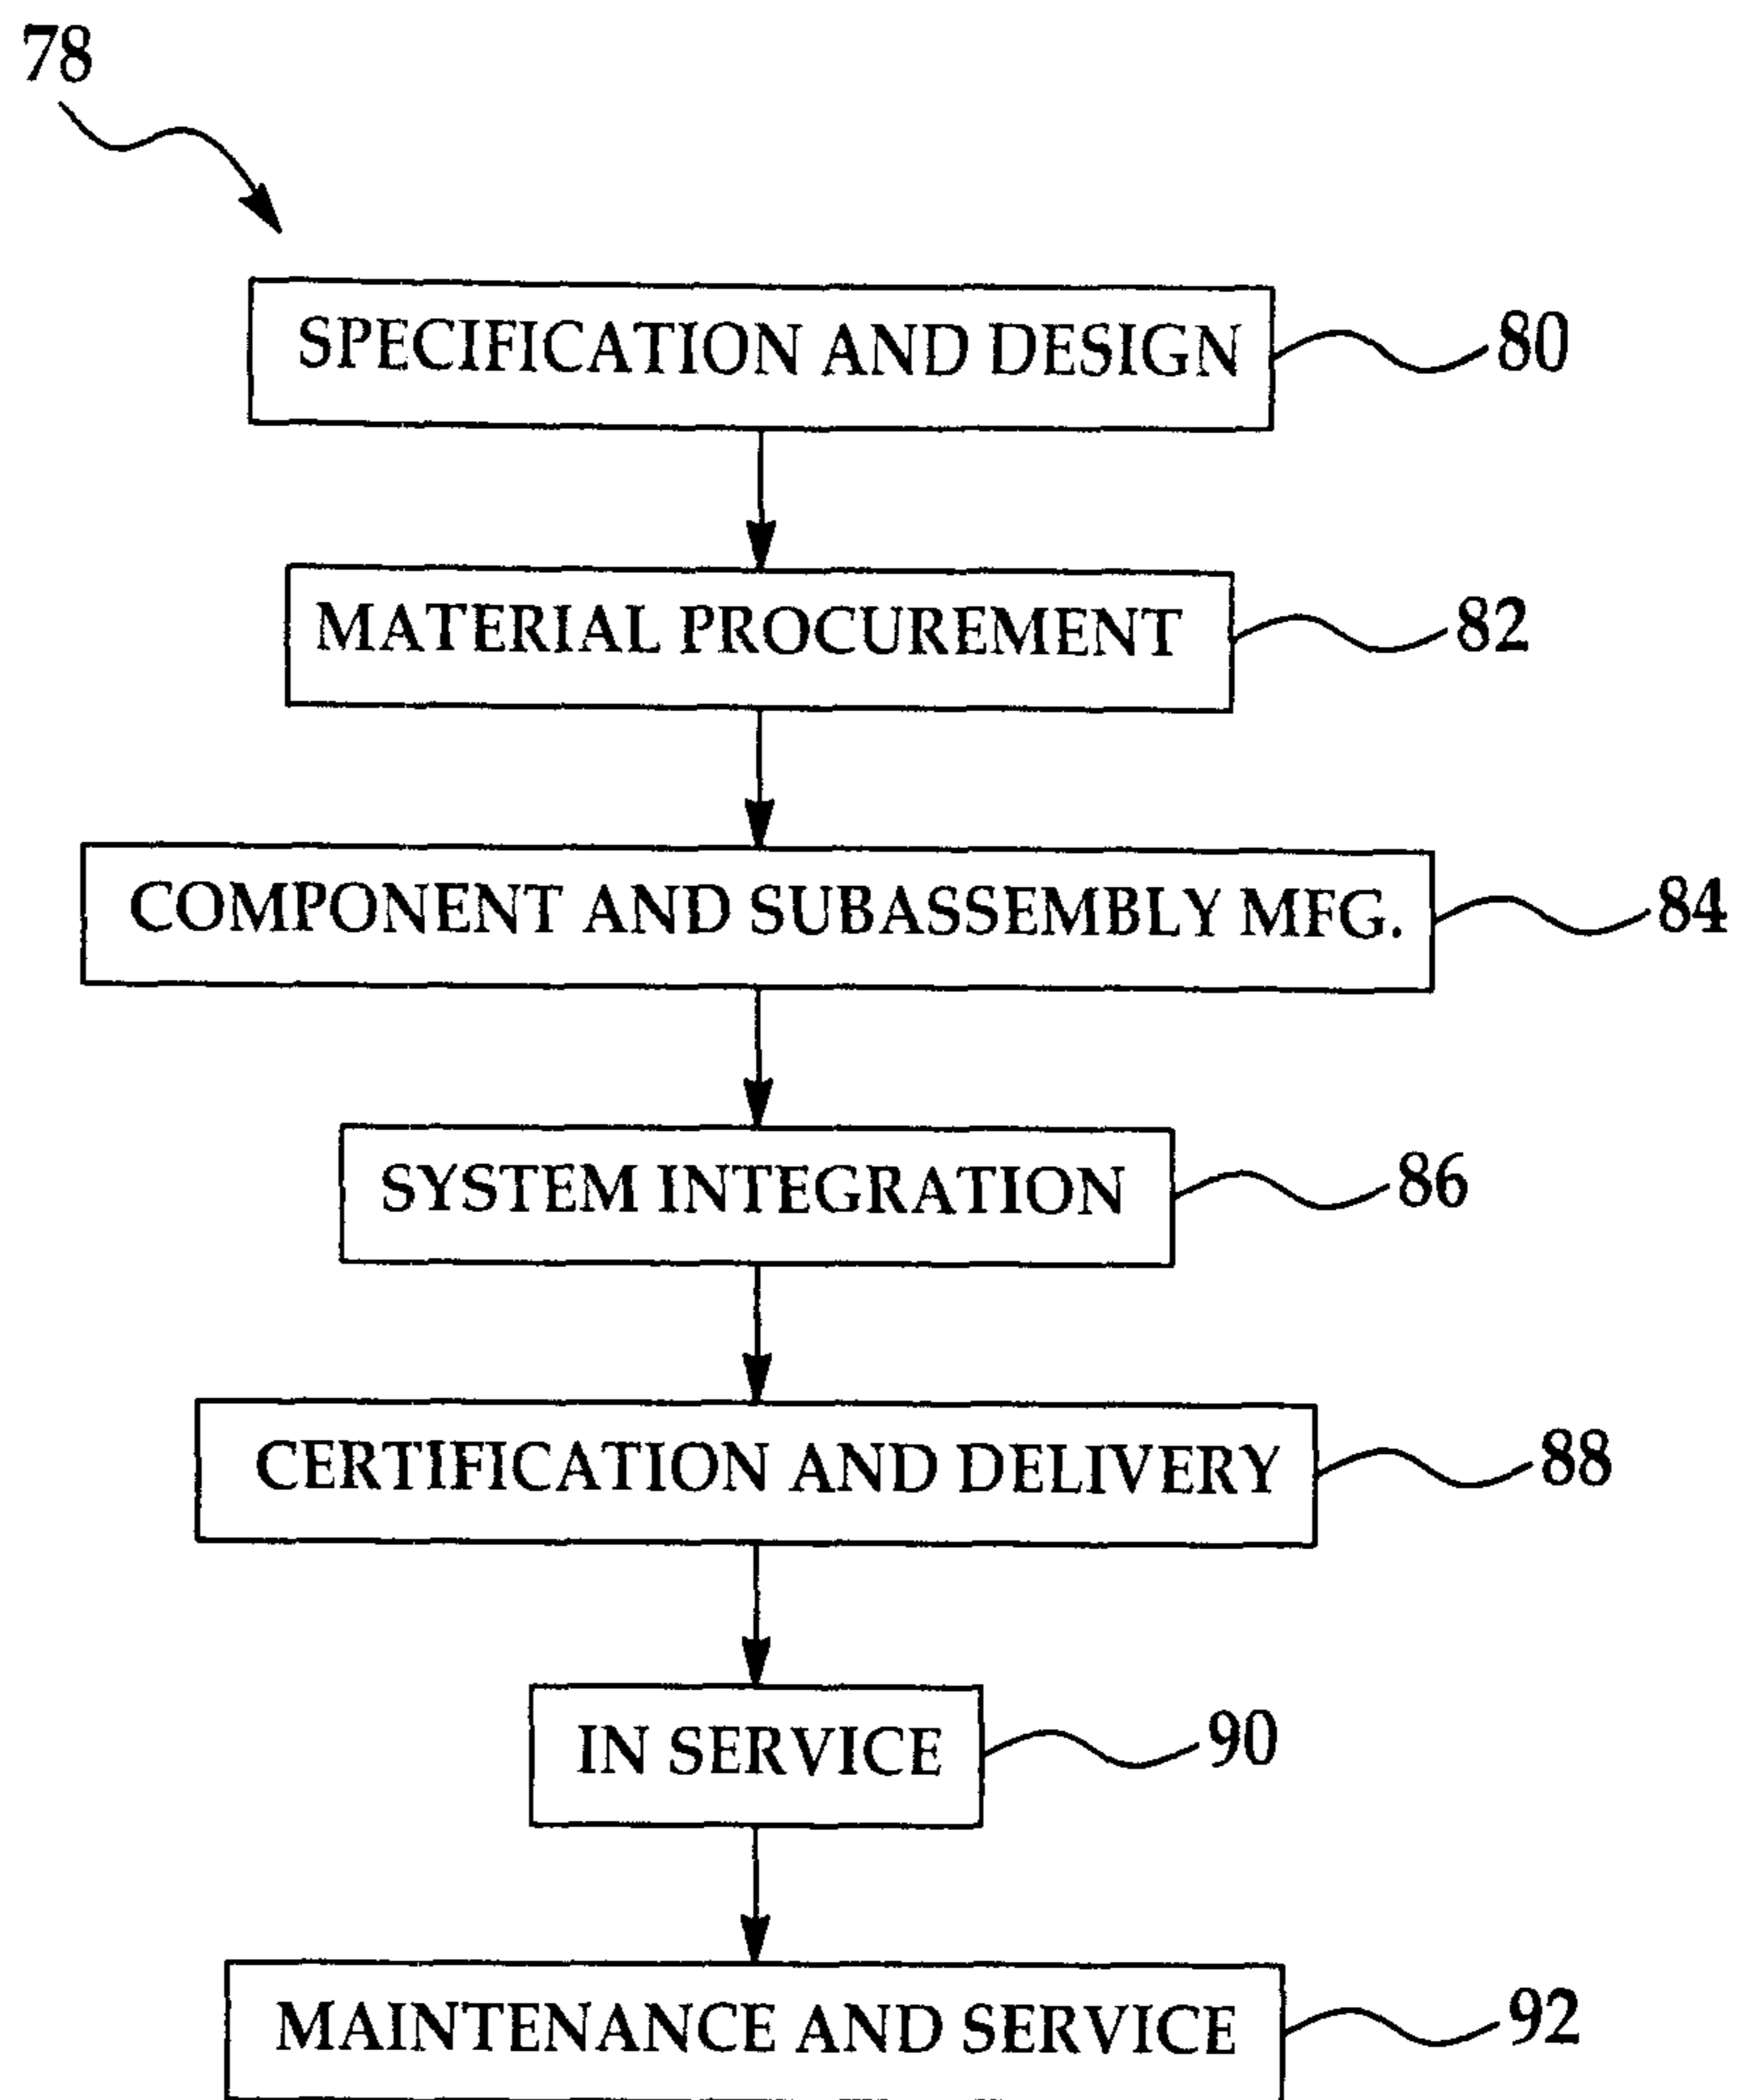 78
SPECIFICATION AND DESIGN 80
MATERIAL PROCUREMENT 82
COMPONENT AND SUBASSEMBLY MFG. 84
SYSTEM INTEGRATION 86
CERTIFICATION AND DELIVERY 88
IN SERVICE 90
MAINTENANCE AND SERVICE 92